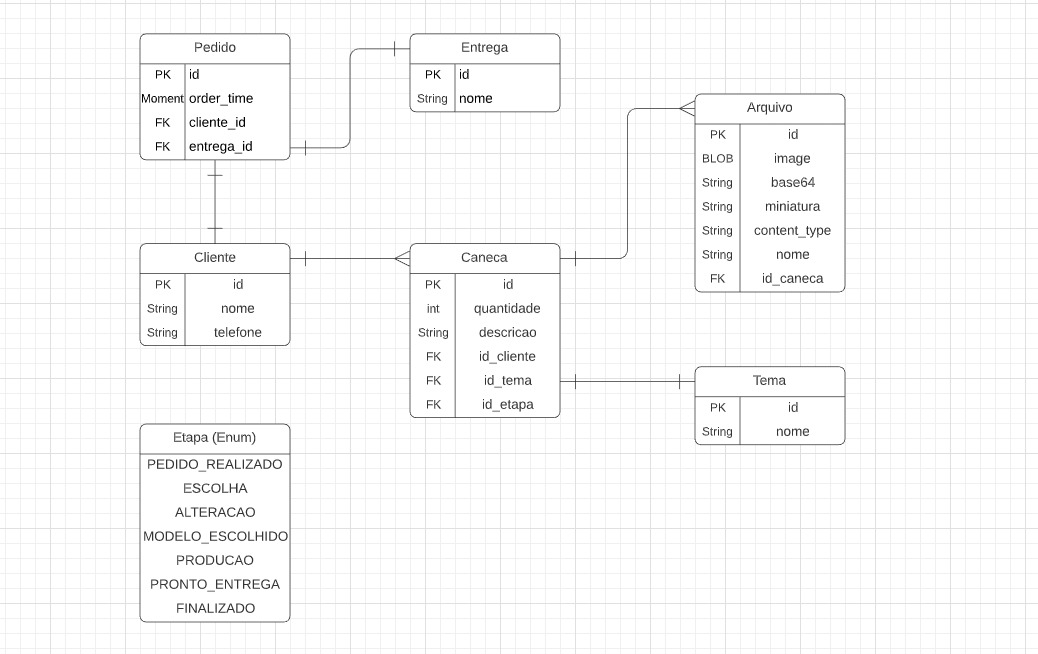 Pedido
PK id
Moment order_time
FK cliente_id
FK entrega_id
Entrega
PK id
String nome
Arquivo
PK id
BLOB image
String base64
String miniatura
String content_type
String nome
FK id_caneca
Cliente
PK id
String nome
String telefone
Caneca
PK id
int quantidade
String descricao
FK id_cliente
FK id_tema
FK id_etapa
Tema
PK id
String nome
Etapa (Enum)
PEDIDO_REALIZADO
ESCOLHA
ALTERACAO
MODELO_ESCOLHIDO
PRODUCAO
PRONTO_ENTREGA
FINALIZADO